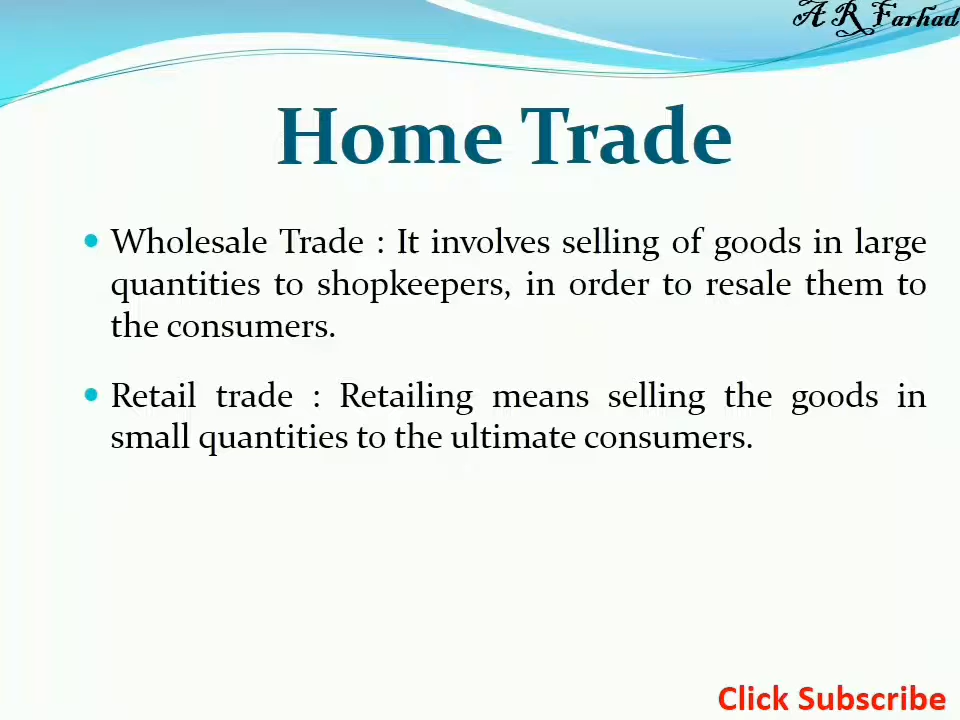 A R Farhad
Home Trade
• Wholesale Trade : It involves selling of goods in large
quantities to shopkeepers, in order to resale them to
the consumers.
• Retail trade : Retailing means selling the goods in
small quantities to the ultimate consumers.
Click Subscribe